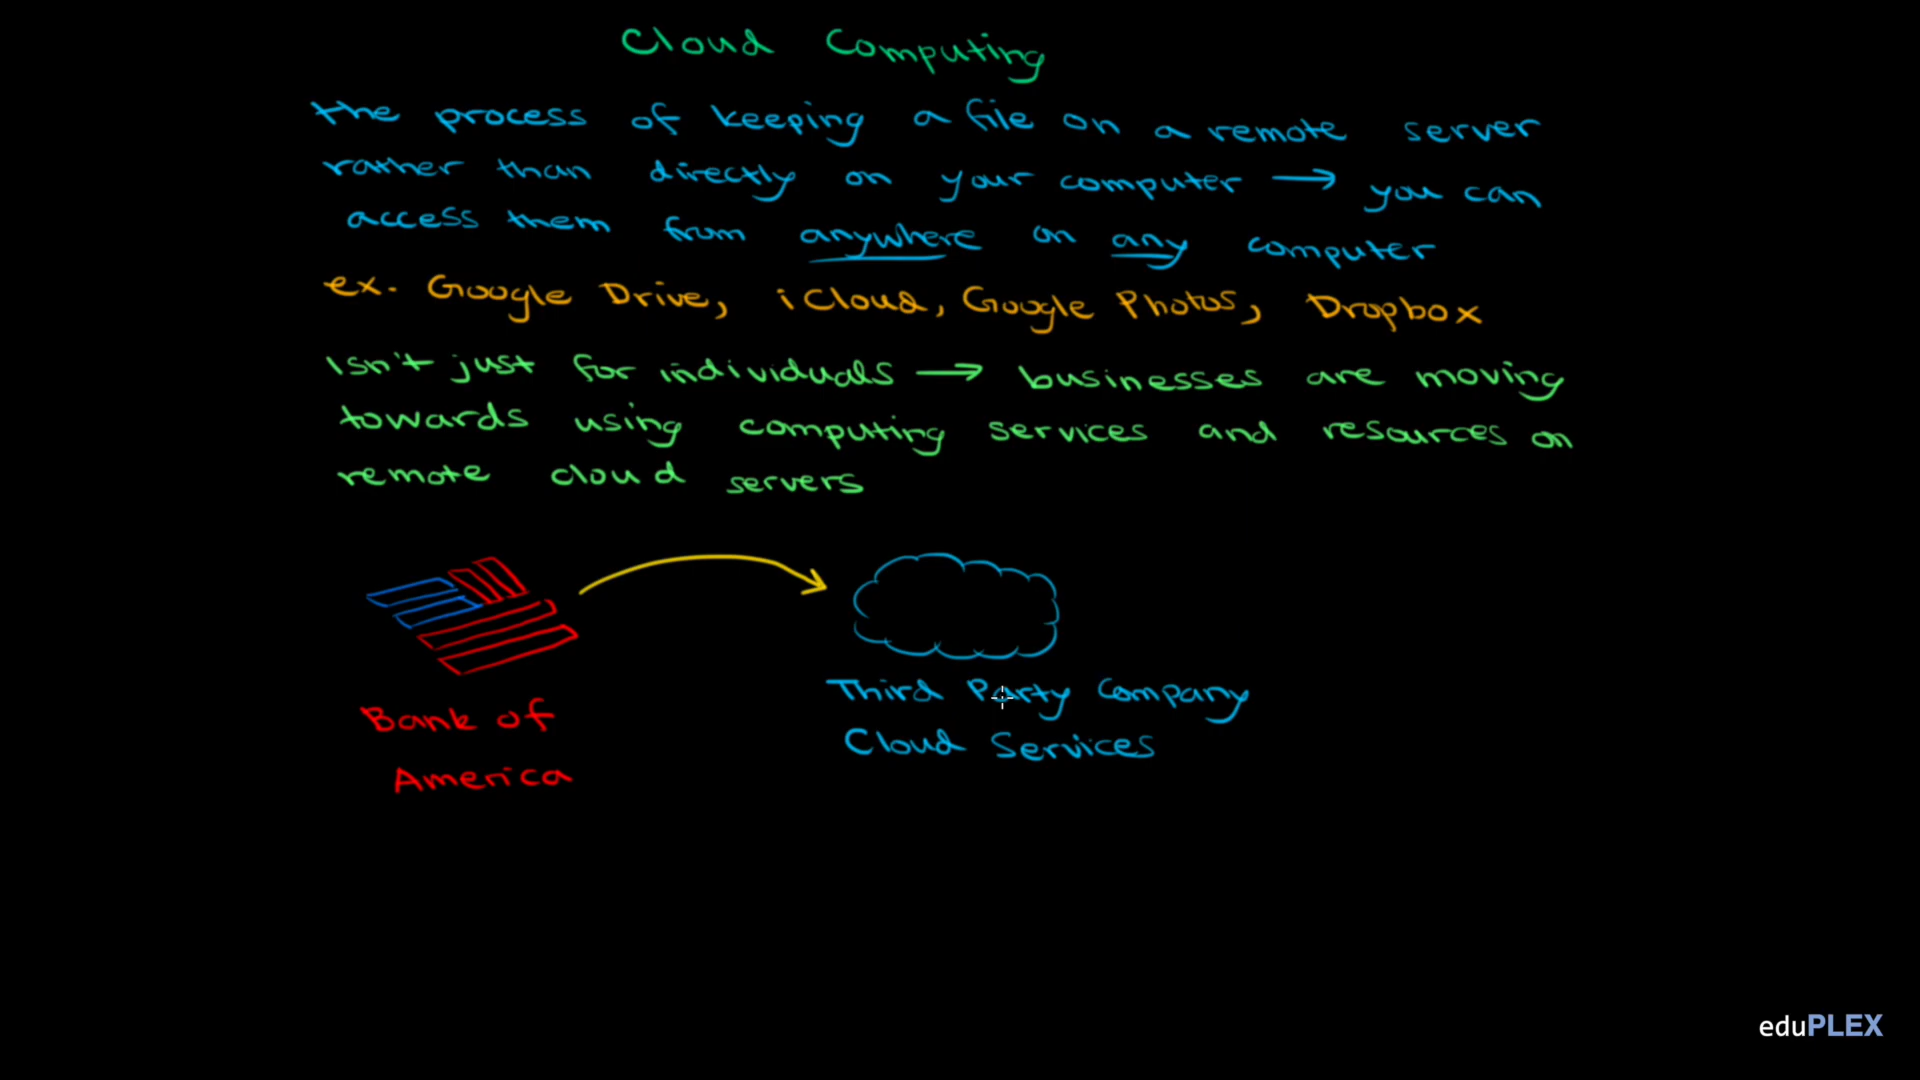 Cloud Computing
the process of keeping a file on a remote server
rather than directly on your computer → you can
access them from anywhere on any computer
ex. Google Drive, iCloud, Google Photos, Dropbox
Isn't just for individuals → businesses are moving
towards using computing services and resources on
remote cloud servers
Bank of
America
Third Party Company
Cloud Services
eduPLEX